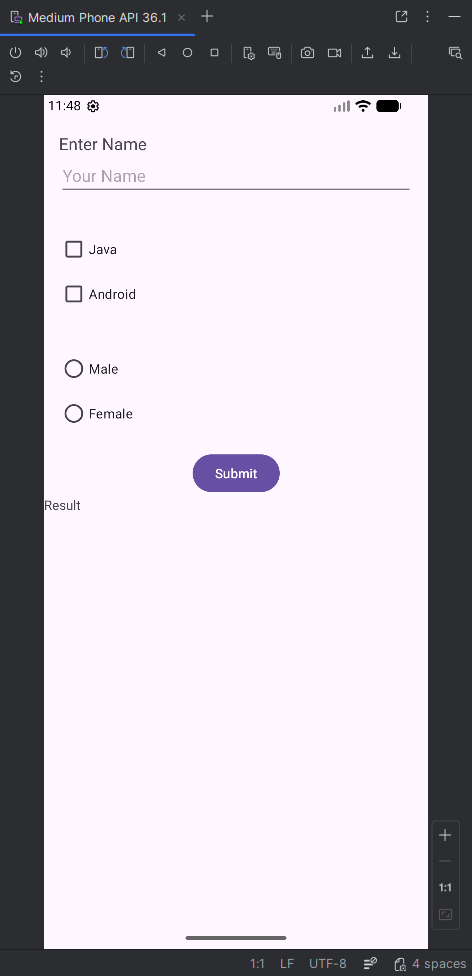 Medium Phone API 36.1
11:48
Enter Name
Your Name
Java
Android
Male
Female
Submit
Result
1:1
1:1 LF UTF-8 4 spaces